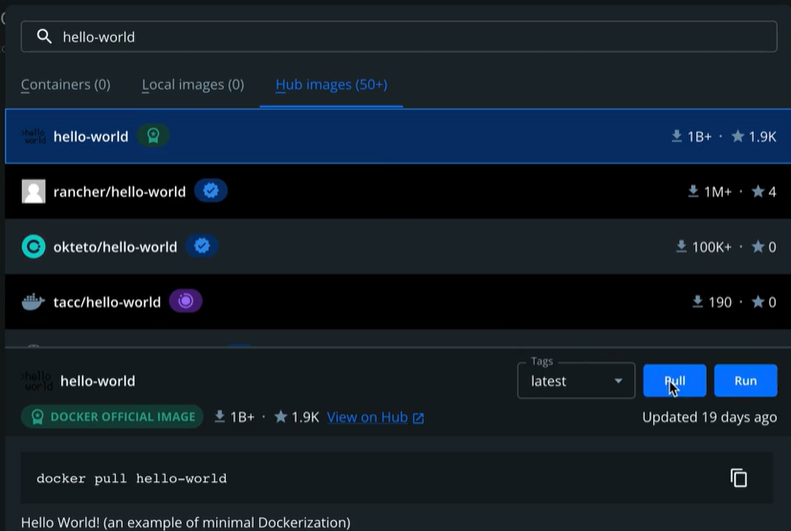 hello-world
Containers (0) Local images (0) Hub images (50+)
hello world hello-world 1B+ · 1.9K
rancher/hello-world 1M+ · 4
okteto/hello-world 100K+ · 0
tacc/hello-world 190 · 0
hello world hello-world Tags latest Pull Run
DOCKER OFFICIAL IMAGE 1B+ · 1.9K View on Hub Updated 19 days ago
docker pull hello-world
Hello World! (an example of minimal Dockerization)